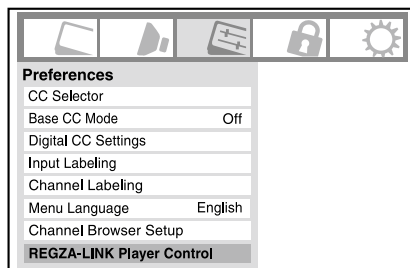 Preferences
CC Selector
Base CC Mode Off
Digital CC Settings
Input Labeling
Channel Labeling
Menu Language English
Channel Browser Setup
REGZA-LINK Player Control